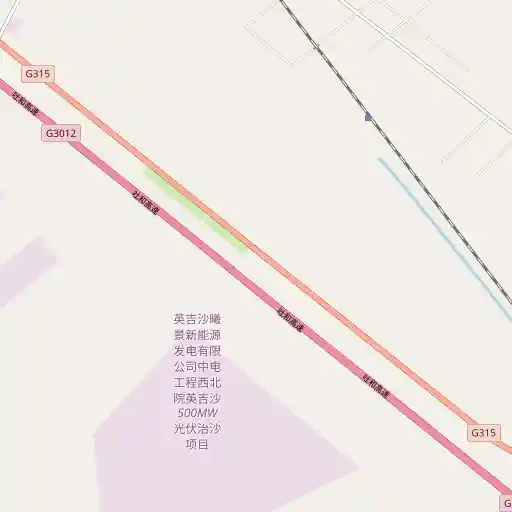 G315
吐和高速
G3012
吐和高速
吐和高速
英吉沙曦
景新能源
发电有限
公司中电
工程西北
院英吉沙
500MW
光伏治沙
项目
吐和高速
G315
G